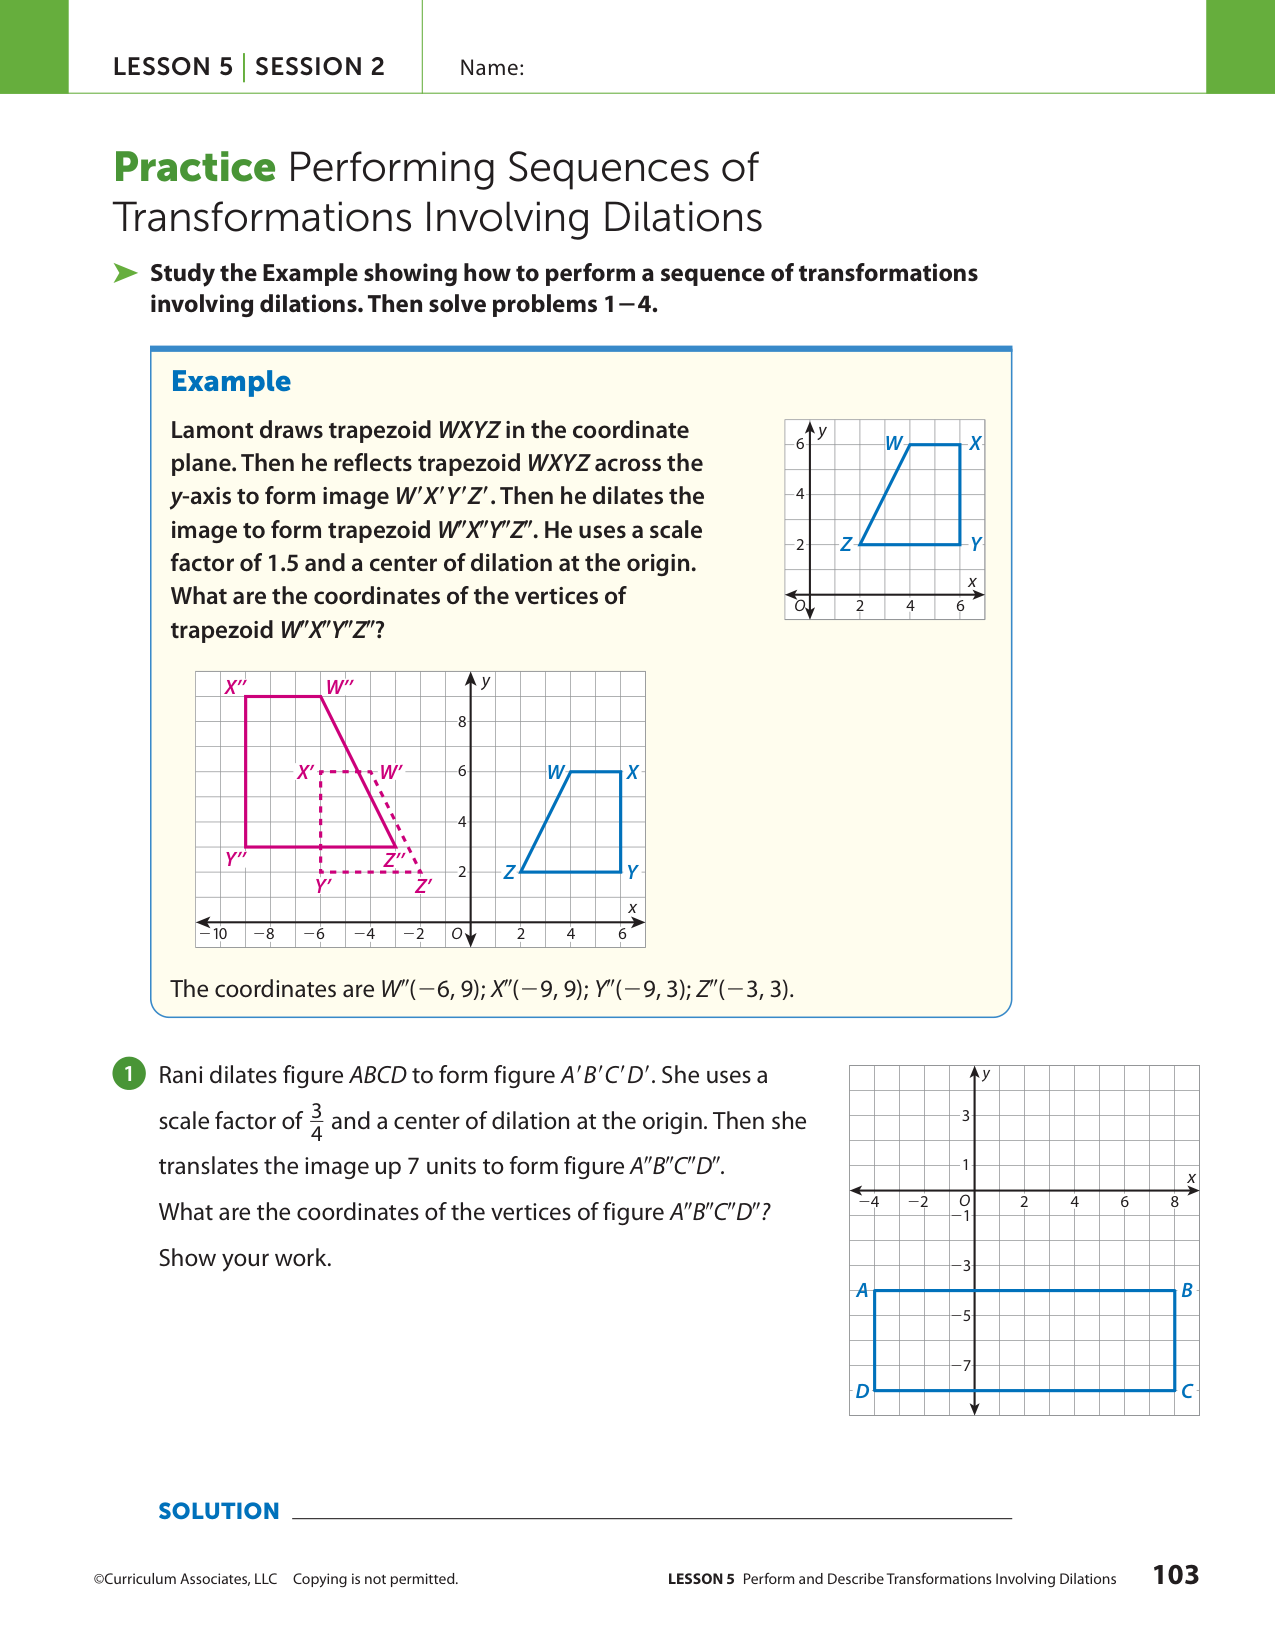 LESSON 5 | SESSION 2
Name:
Practice Performing Sequences of
Transformations Involving Dilations
➤ Study the Example showing how to perform a sequence of transformations
involving dilations. Then solve problems 1–4.
Example
Lamont draws trapezoid WXYZ in the coordinate
plane. Then he reflects trapezoid WXYZ across the
y-axis to form image W′X′Y′Z′. Then he dilates the
image to form trapezoid W″X″Y″Z″. He uses a scale
factor of 1.5 and a center of dilation at the origin.
What are the coordinates of the vertices of
trapezoid W″X″Y″Z″?
y
6 W X
4
2 Z Y
x
O 2 4 6
X″ W″ y
8
X′ W′ 6 W X
4
Y″ Z″
2 Z Y
Y′ Z′
x
−10 −8 −6 −4 −2 O 2 4 6
The coordinates are W″(−6, 9); X″(−9, 9); Y″(−9, 3); Z″(−3, 3).
1 Rani dilates figure ABCD to form figure A′B′C′D′. She uses a
scale factor of 3/4 and a center of dilation at the origin. Then she
translates the image up 7 units to form figure A″B″C″D″.
What are the coordinates of the vertices of figure A″B″C″D″?
Show your work.
y
3
1
x
−4 −2 O 2 4 6 8
−1
−3
A B
−5
−7
D C
SOLUTION
©Curriculum Associates, LLC Copying is not permitted.
LESSON 5 Perform and Describe Transformations Involving Dilations 103